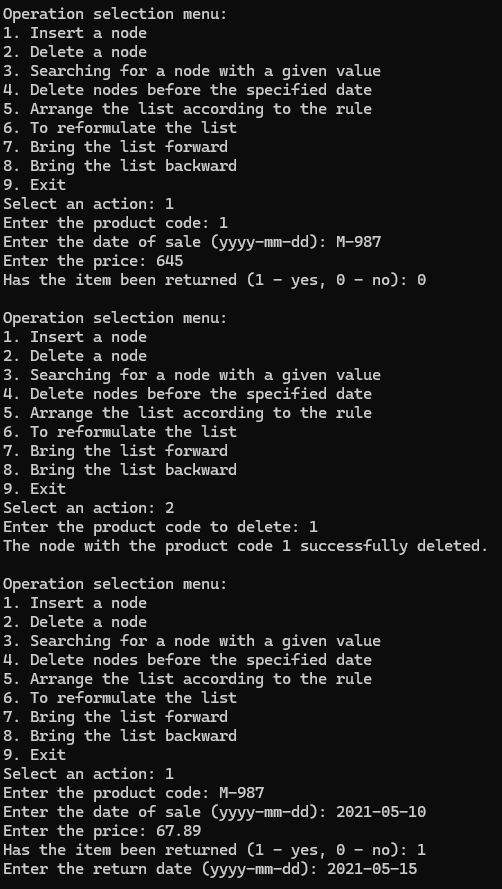 Operation selection menu:
1. Insert a node
2. Delete a node
3. Searching for a node with a given value
4. Delete nodes before the specified date
5. Arrange the list according to the rule
6. To reformulate the list
7. Bring the list forward
8. Bring the list backward
9. Exit
Select an action: 1
Enter the product code: 1
Enter the date of sale (yyyy-mm-dd): M-987
Enter the price: 645
Has the item been returned (1 - yes, 0 - no): 0

Operation selection menu:
1. Insert a node
2. Delete a node
3. Searching for a node with a given value
4. Delete nodes before the specified date
5. Arrange the list according to the rule
6. To reformulate the list
7. Bring the list forward
8. Bring the list backward
9. Exit
Select an action: 2
Enter the product code to delete: 1
The node with the product code 1 successfully deleted.

Operation selection menu:
1. Insert a node
2. Delete a node
3. Searching for a node with a given value
4. Delete nodes before the specified date
5. Arrange the list according to the rule
6. To reformulate the list
7. Bring the list forward
8. Bring the list backward
9. Exit
Select an action: 1
Enter the product code: M-987
Enter the date of sale (yyyy-mm-dd): 2021-05-10
Enter the price: 67.89
Has the item been returned (1 - yes, 0 - no): 1
Enter the return date (yyyy-mm-dd): 2021-05-15